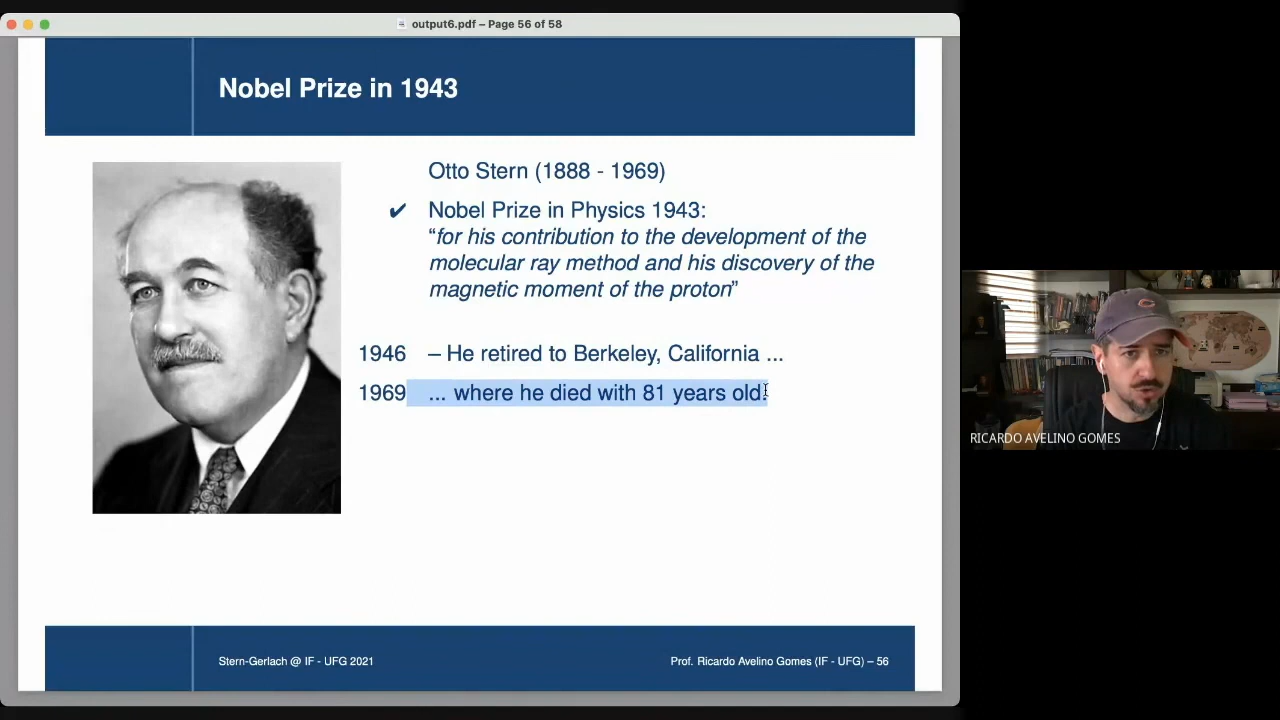 output6.pdf – Page 56 of 58
Nobel Prize in 1943
Otto Stern (1888 - 1969)
✔ Nobel Prize in Physics 1943:
“for his contribution to the development of the
molecular ray method and his discovery of the
magnetic moment of the proton”
1946 – He retired to Berkeley, California ...
1969 ... where he died with 81 years old.
RICARDO AVELINO GOMES
Stern-Gerlach @ IF - UFG 2021
Prof. Ricardo Avelino Gomes (IF - UFG) – 56